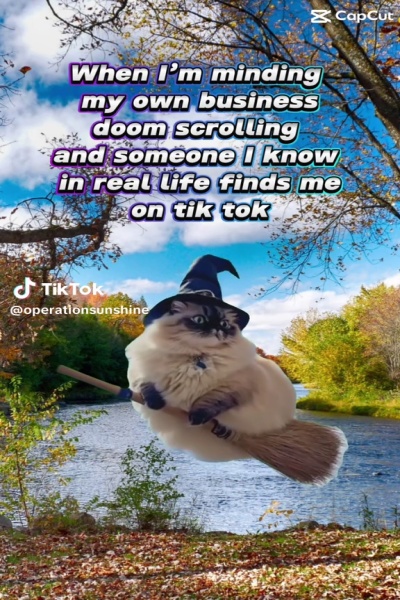 CapCut
When I'm minding
my own business
doom scrolling
and someone I know
in real life finds me
on tik tok
TikTok
@operationsunshine